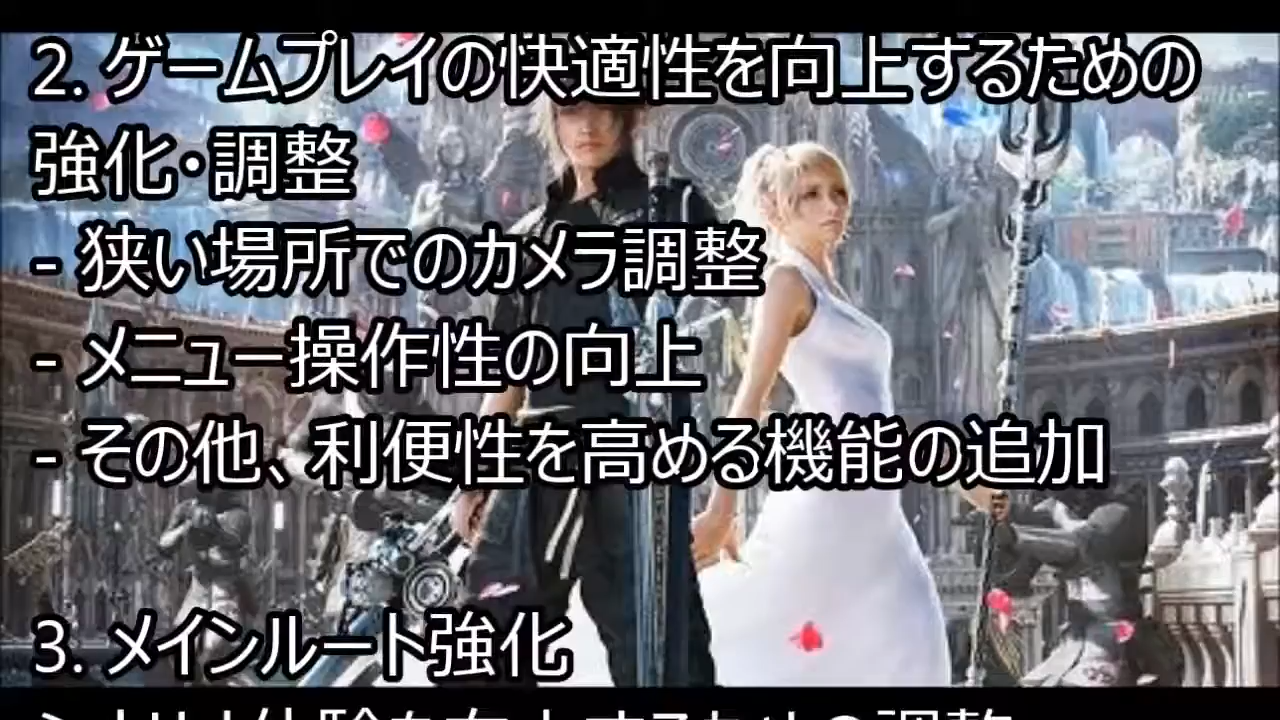 2. ゲームプレイの快適性を向上するための
強化・調整
- 狭い場所でのカメラ調整
- メニュー操作性の向上
- その他、利便性を高める機能の追加
3. メインルート強化